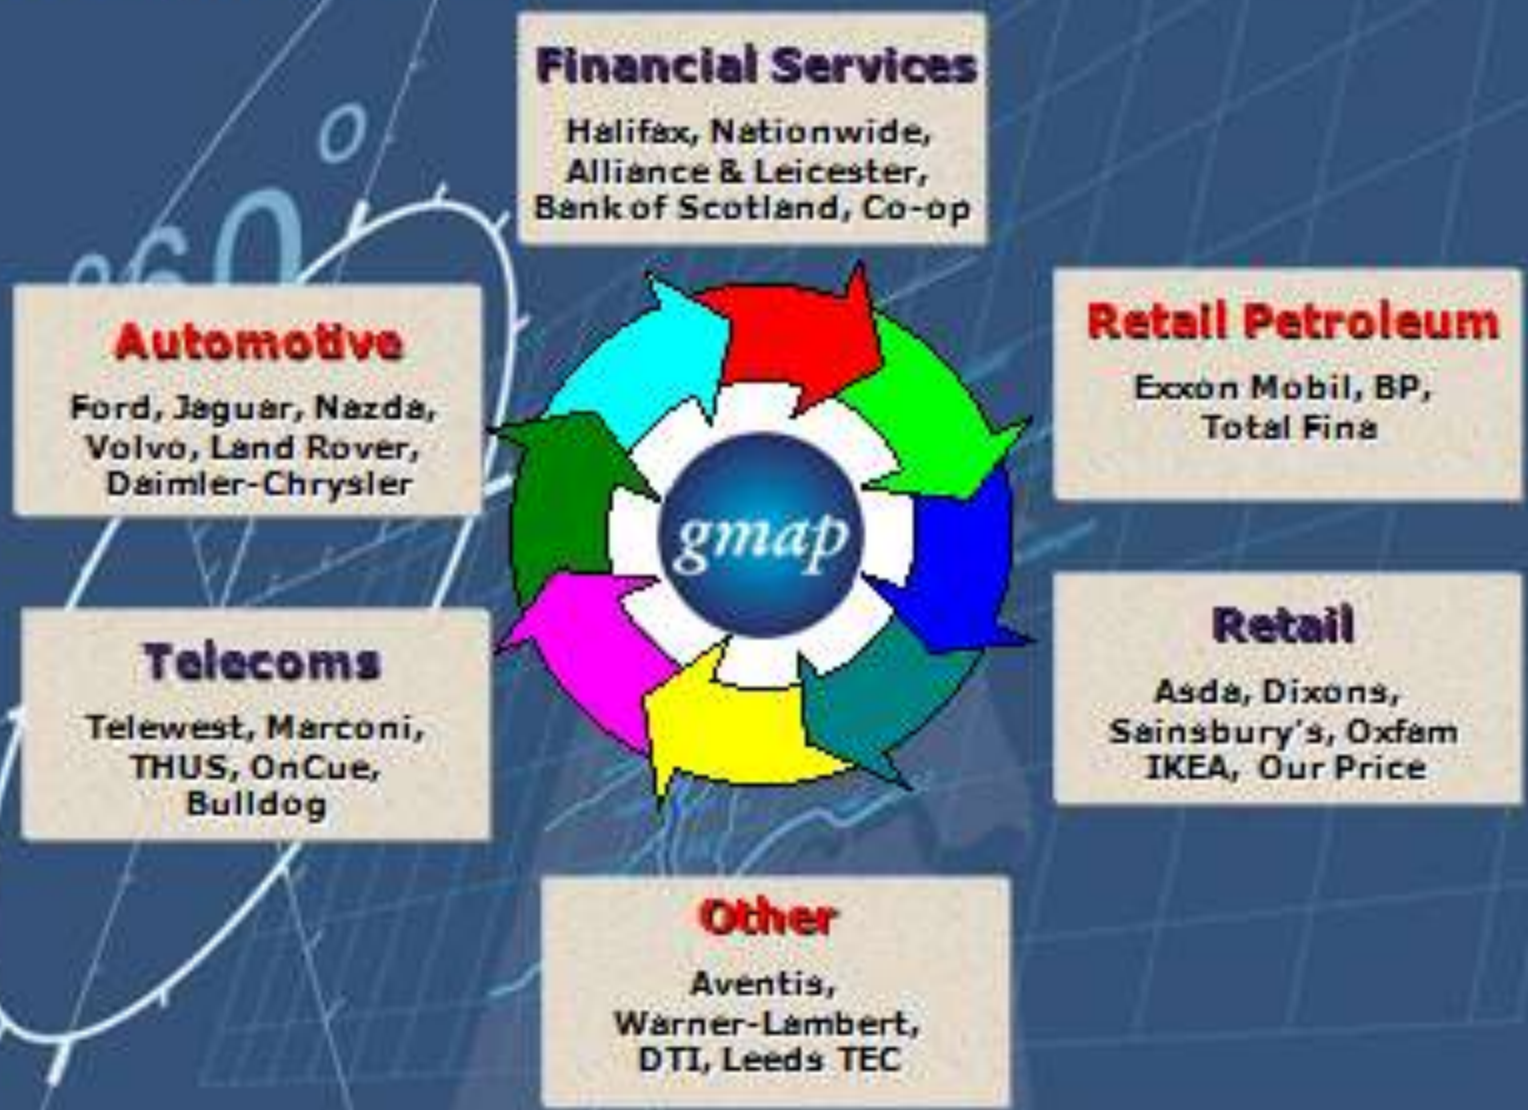 Financial Services
Halifax, Nationwide,
Alliance & Leicester,
Bank of Scotland, Co-op
360°
Automotive
Ford, Jaguar, Nazda,
Volvo, Land Rover,
Daimler-Chrysler
Retail Petroleum
Exxon Mobil, BP,
Total Fina
gmap
Telecoms
Telewest, Marconi,
THUS, OnCue,
Bulldog
Retail
Asda, Dixons,
Sainsbury's, Oxfam
IKEA, Our Price
Other
Aventis,
Warner-Lambert,
DTI, Leeds TEC